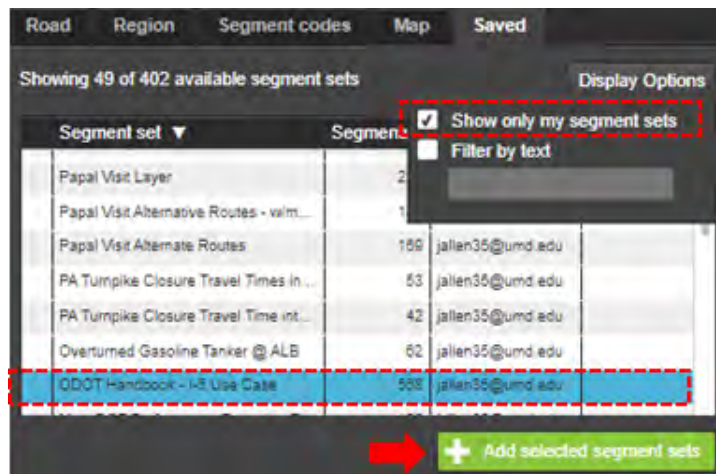 Road Region Segment codes Map Saved
Showing 49 of 402 available segment sets Display Options
Show only my segment sets
Segment set ▼ Segment
Filter by text
Papal Visit Layer 2
Papal Visit Alternative Routes - w/m... 1
Papal Visit Alternate Routes 169 jallen35@umd.edu
PA Turnpike Closure Travel Times in ... 53 jallen35@umd.edu
PA Turnpike Closure Travel Time int... 42 jallen35@umd.edu
Overturned Gasoline Tanker @ ALB 62 jallen35@umd.edu
ODOT Handbook - I-5 Use Case 558 jallen35@umd.edu
Add selected segment sets